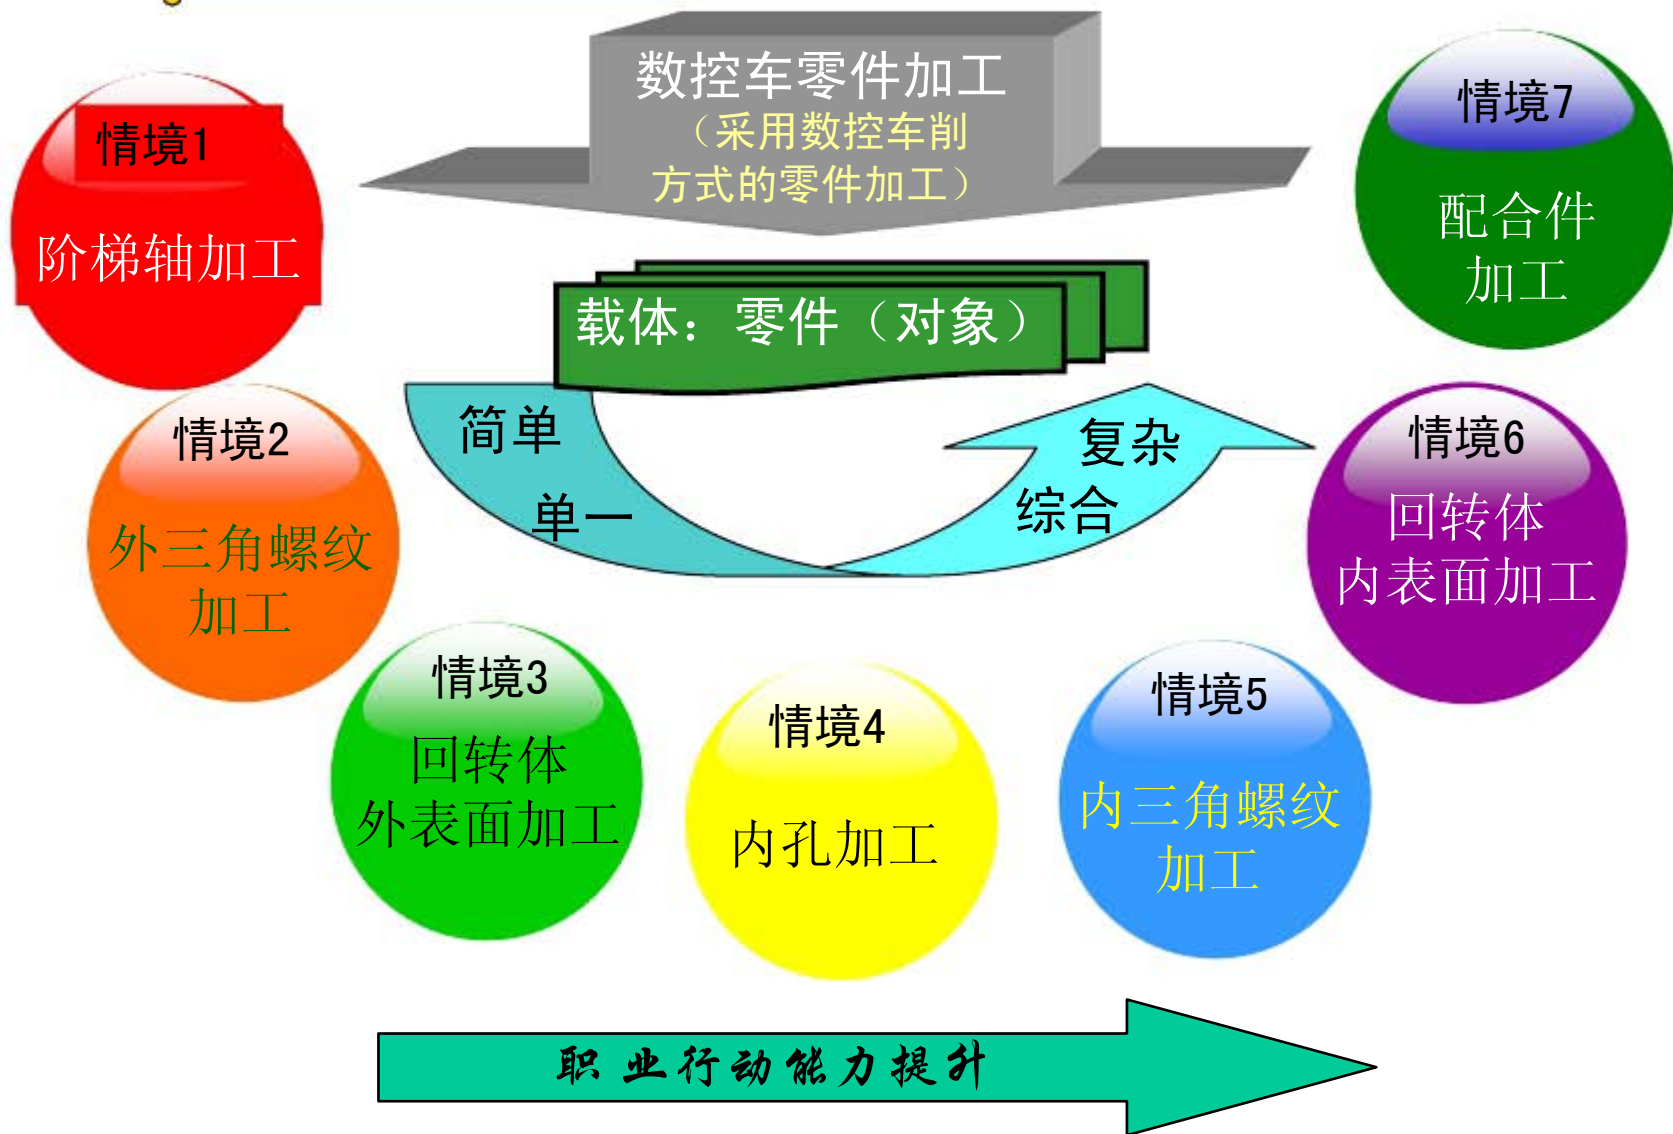 数控车零件加工
（采用数控车削
方式的零件加工）
载体：零件（对象）
简单
单一
复杂
综合
情境1
阶梯轴加工
情境2
外三角螺纹
加工
情境3
回转体
外表面加工
情境4
内孔加工
情境5
内三角螺纹
加工
情境6
回转体
内表面加工
情境7
配合件
加工
职业行动能力提升